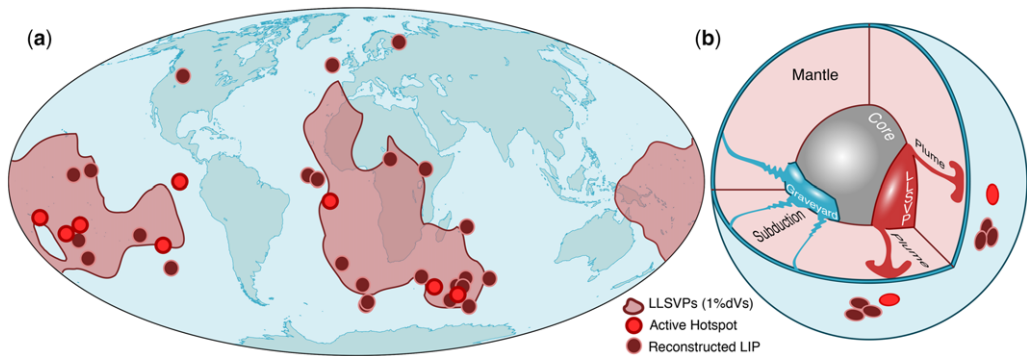 (a)
LLSVPs (1%dVs)
Active Hotspot
Reconstructed LIP
(b)
Mantle
Core
Plume
LLSVP
Graveyard
Subduction
Plume